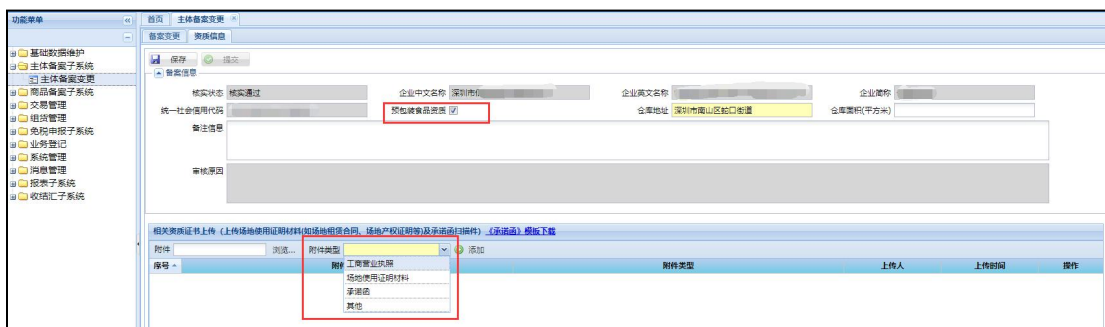 功能菜单
首页 主体备案变更
备案变更 资质信息
基础数据维护
主体备案子系统
主体备案变更
商品备案子系统
交易管理
组货管理
免税申报子系统
业务登记
系统管理
消息管理
报表子系统
收结汇子系统
保存 提交
备案信息
核实状态 核实通过 企业中文名称 深圳市 企业英文名称 企业简称
统一社会信用代码 预包装食品资质 仓库地址 深圳市南山区蛇口街道 仓库面积(平方米)
备注信息
审核原因
相关资质证书上传（上传场地使用证明材料(如场地租赁合同、场地产权证明等)及承诺函扫描件） 《承诺函》模板下载
附件 浏览... 附件类型 添加
序号 附件类型 上传人 上传时间 操作
工商营业执照
场地使用证明材料
承诺函
其他